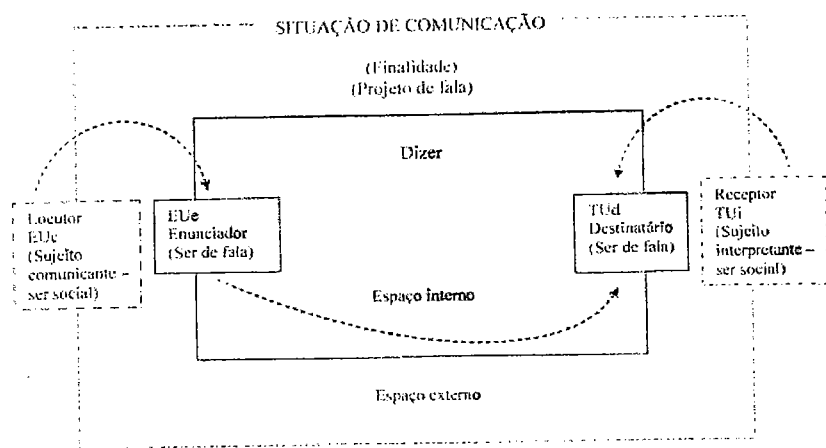 SITUAÇÃO DE COMUNICAÇÃO
(Finalidade)
(Projeto de fala)
Dizer
Locutor
EUc
(Sujeito
comunicante –
ser social)
EUe
Enunciador
(Ser de fala)
TUd
Destinatário
(Ser de fala)
Receptor
TUi
(Sujeito
interpretante –
ser social)
Espaço interno
Espaço externo